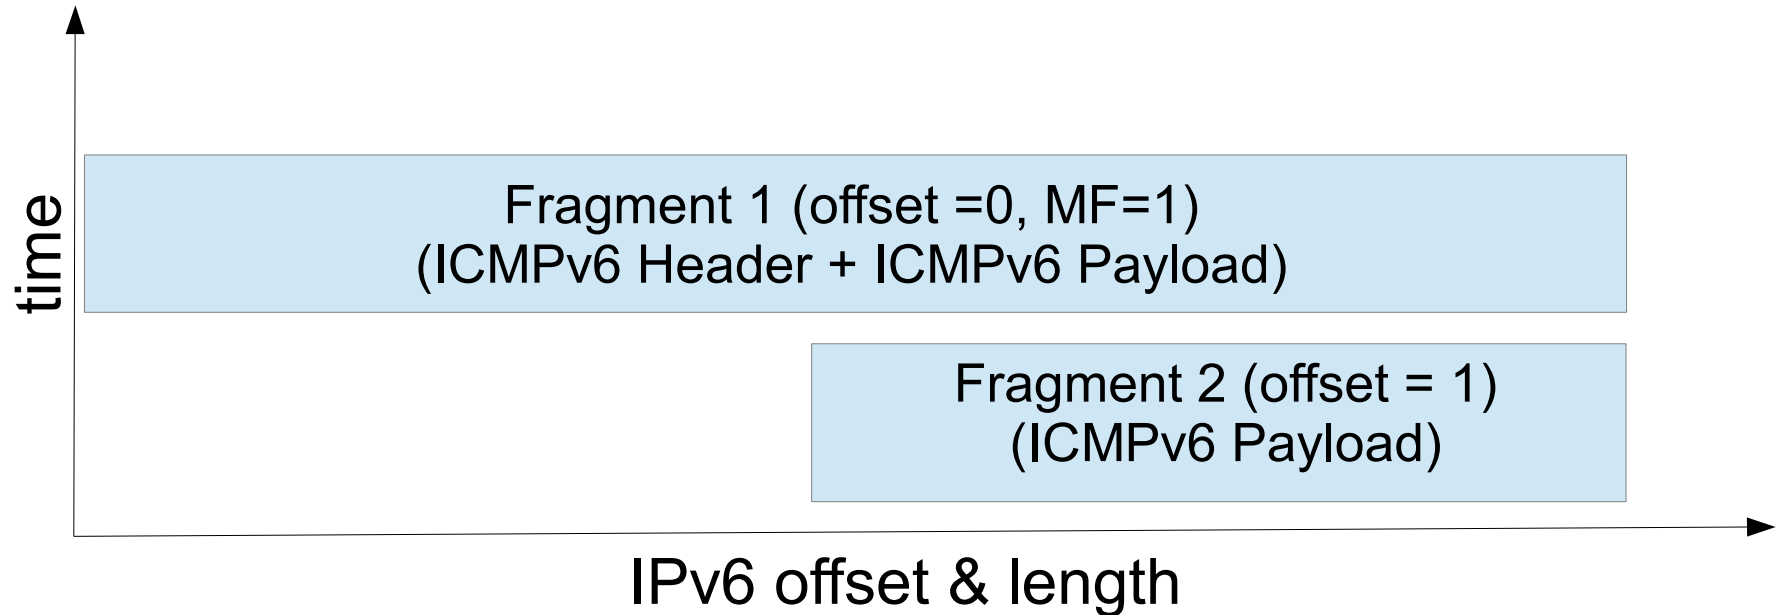 time
Fragment 1 (offset =0, MF=1)
(ICMPv6 Header + ICMPv6 Payload)
Fragment 2 (offset = 1)
(ICMPv6 Payload)
IPv6 offset & length